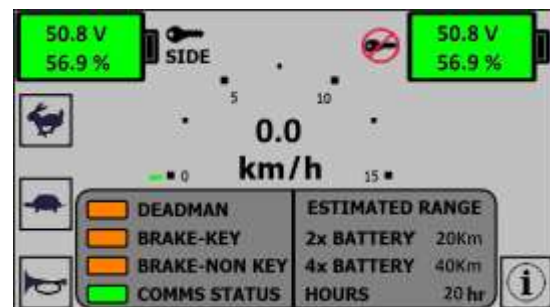 50.8 V
56.9 %
SIDE
50.8 V
56.9 %
5
10
0.0
km/h
0
15
DEADMAN
BRAKE-KEY
BRAKE-NON KEY
COMMS STATUS
ESTIMATED RANGE
2x BATTERY 20Km
4x BATTERY 40Km
HOURS 20 hr
i